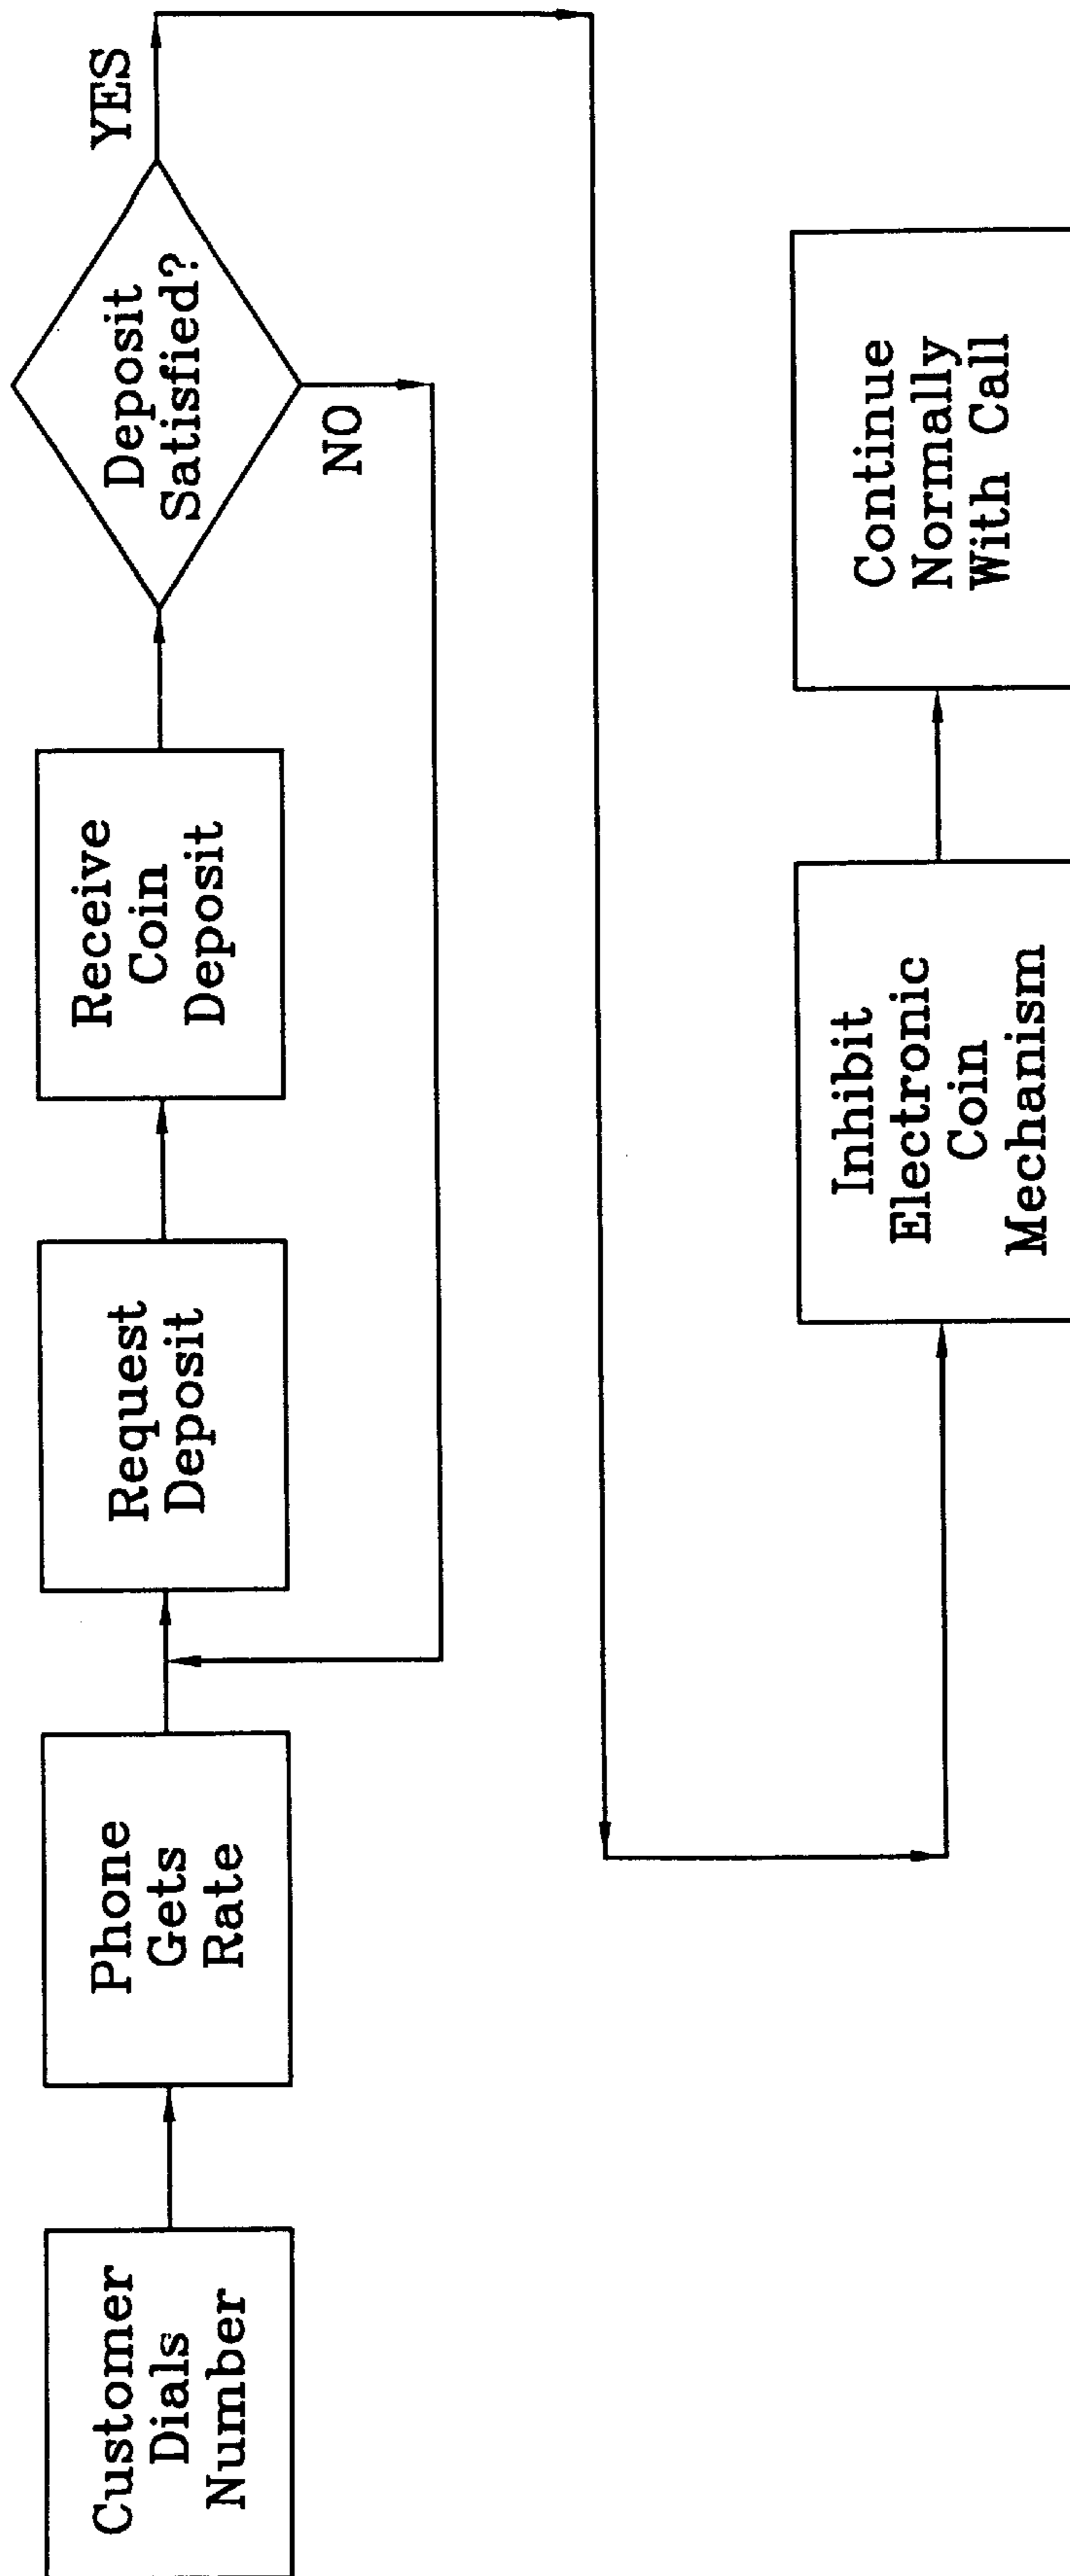 Customer
Dials
Number
Phone
Gets
Rate
Request
Deposit
Receive
Coin
Deposit
Deposit
Satisfied?
YES
NO
Inhibit
Electronic
Coin
Mechanism
Continue
Normally
With Call